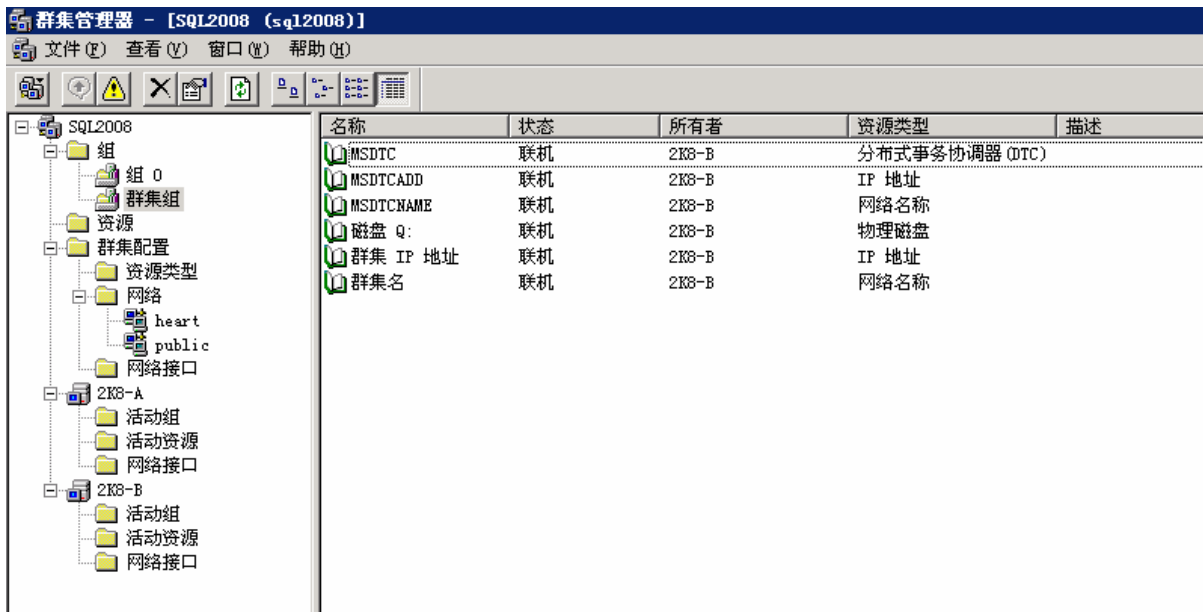 群集管理器 - [SQL2008 (sql2008)]
文件(F) 查看(V) 窗口(W) 帮助(H)
SQL2008
组
组 0
群集组
资源
群集配置
资源类型
网络
heart
public
网络接口
2K8-A
活动组
活动资源
网络接口
2K8-B
活动组
活动资源
网络接口
名称 状态 所有者 资源类型 描述
MSDTC 联机 2K8-B 分布式事务协调器(DTC)
MSDTCADD 联机 2K8-B IP 地址
MSDTCNAME 联机 2K8-B 网络名称
磁盘 Q: 联机 2K8-B 物理磁盘
群集 IP 地址 联机 2K8-B IP 地址
群集名 联机 2K8-B 网络名称